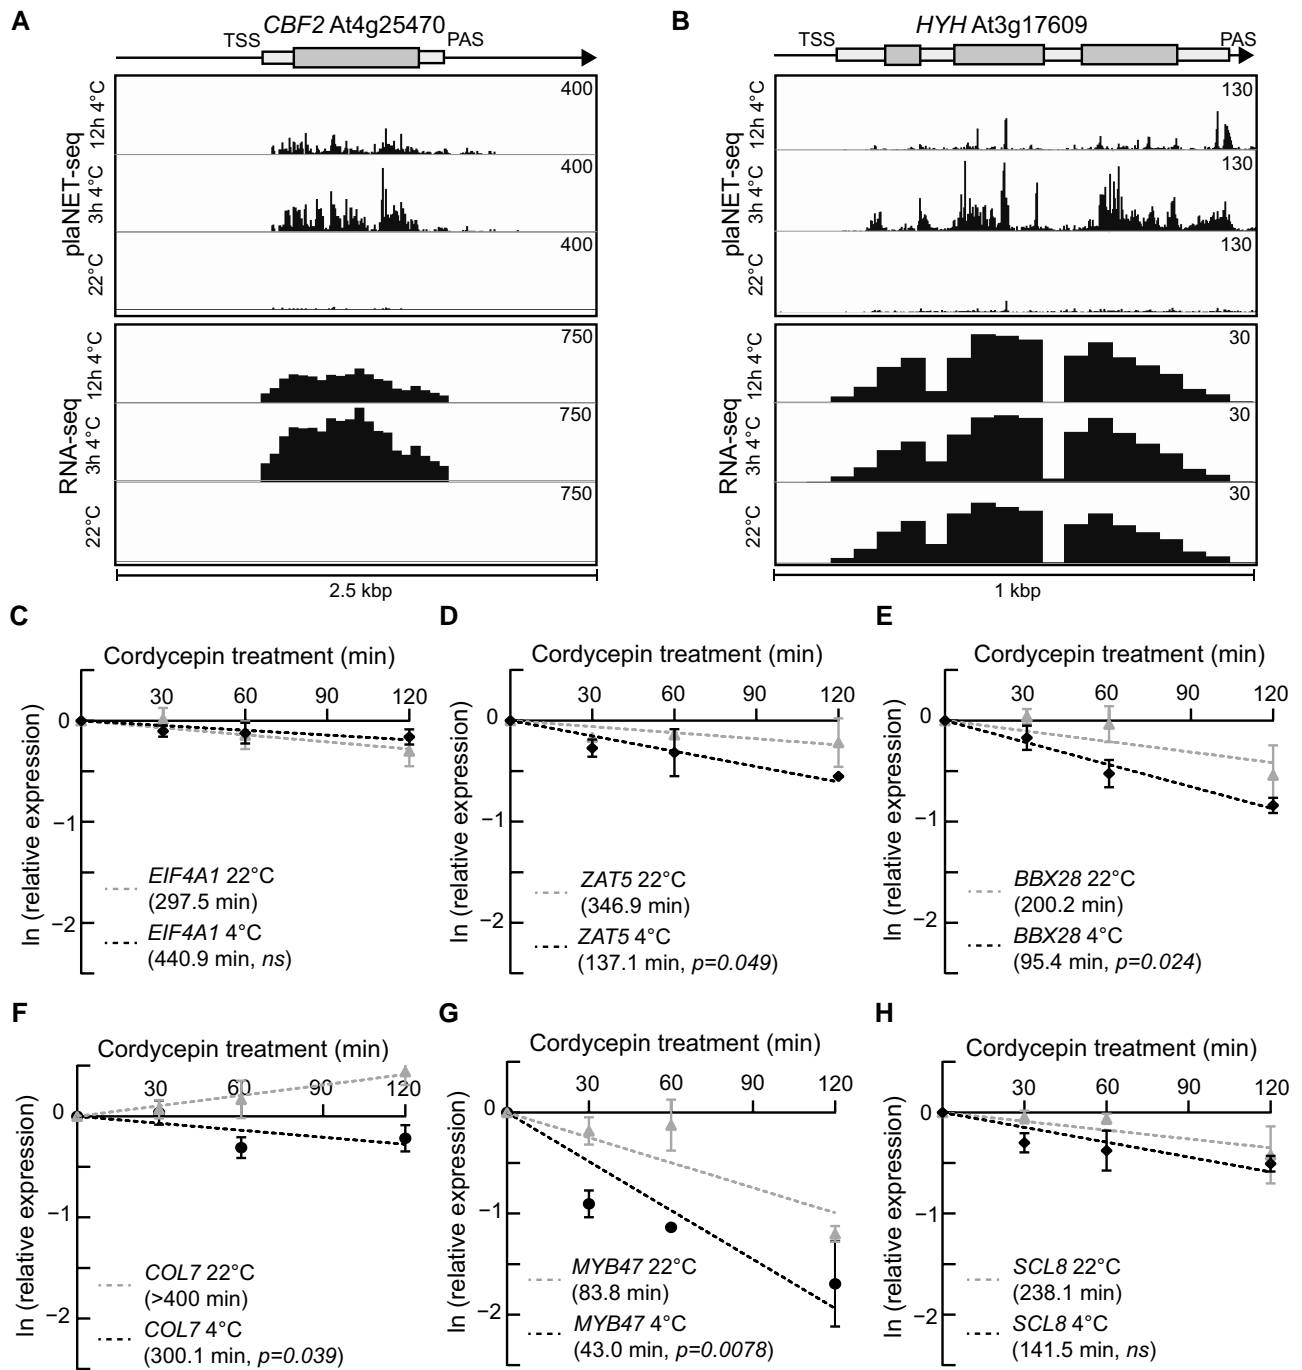 A
CBF2 At4g25470
TSS
PAS
plaNET-seq
12h 4°C
400
3h 4°C
400
22°C
400
RNA-seq
12h 4°C
750
3h 4°C
750
22°C
750
2.5 kbp
B
HYH At3g17609
TSS
PAS
plaNET-seq
12h 4°C
130
3h 4°C
130
22°C
130
RNA-seq
12h 4°C
30
3h 4°C
30
22°C
30
1 kbp
C
Cordycepin treatment (min)
30 60 90 120
ln (relative expression)
0
−1
−2
EIF4A1 22°C
(297.5 min)
EIF4A1 4°C
(440.9 min, ns)
D
Cordycepin treatment (min)
30 60 90 120
ln (relative expression)
0
−1
−2
ZAT5 22°C
(346.9 min)
ZAT5 4°C
(137.1 min, p=0.049)
E
Cordycepin treatment (min)
30 60 90 120
ln (relative expression)
0
−1
−2
BBX28 22°C
(200.2 min)
BBX28 4°C
(95.4 min, p=0.024)
F
Cordycepin treatment (min)
30 60 90 120
ln (relative expression)
0
−1
−2
COL7 22°C
(>400 min)
COL7 4°C
(300.1 min, p=0.039)
G
Cordycepin treatment (min)
30 60 90 120
ln (relative expression)
0
−1
−2
MYB47 22°C
(83.8 min)
MYB47 4°C
(43.0 min, p=0.0078)
H
Cordycepin treatment (min)
30 60 90 120
ln (relative expression)
0
−1
−2
SCL8 22°C
(238.1 min)
SCL8 4°C
(141.5 min, ns)